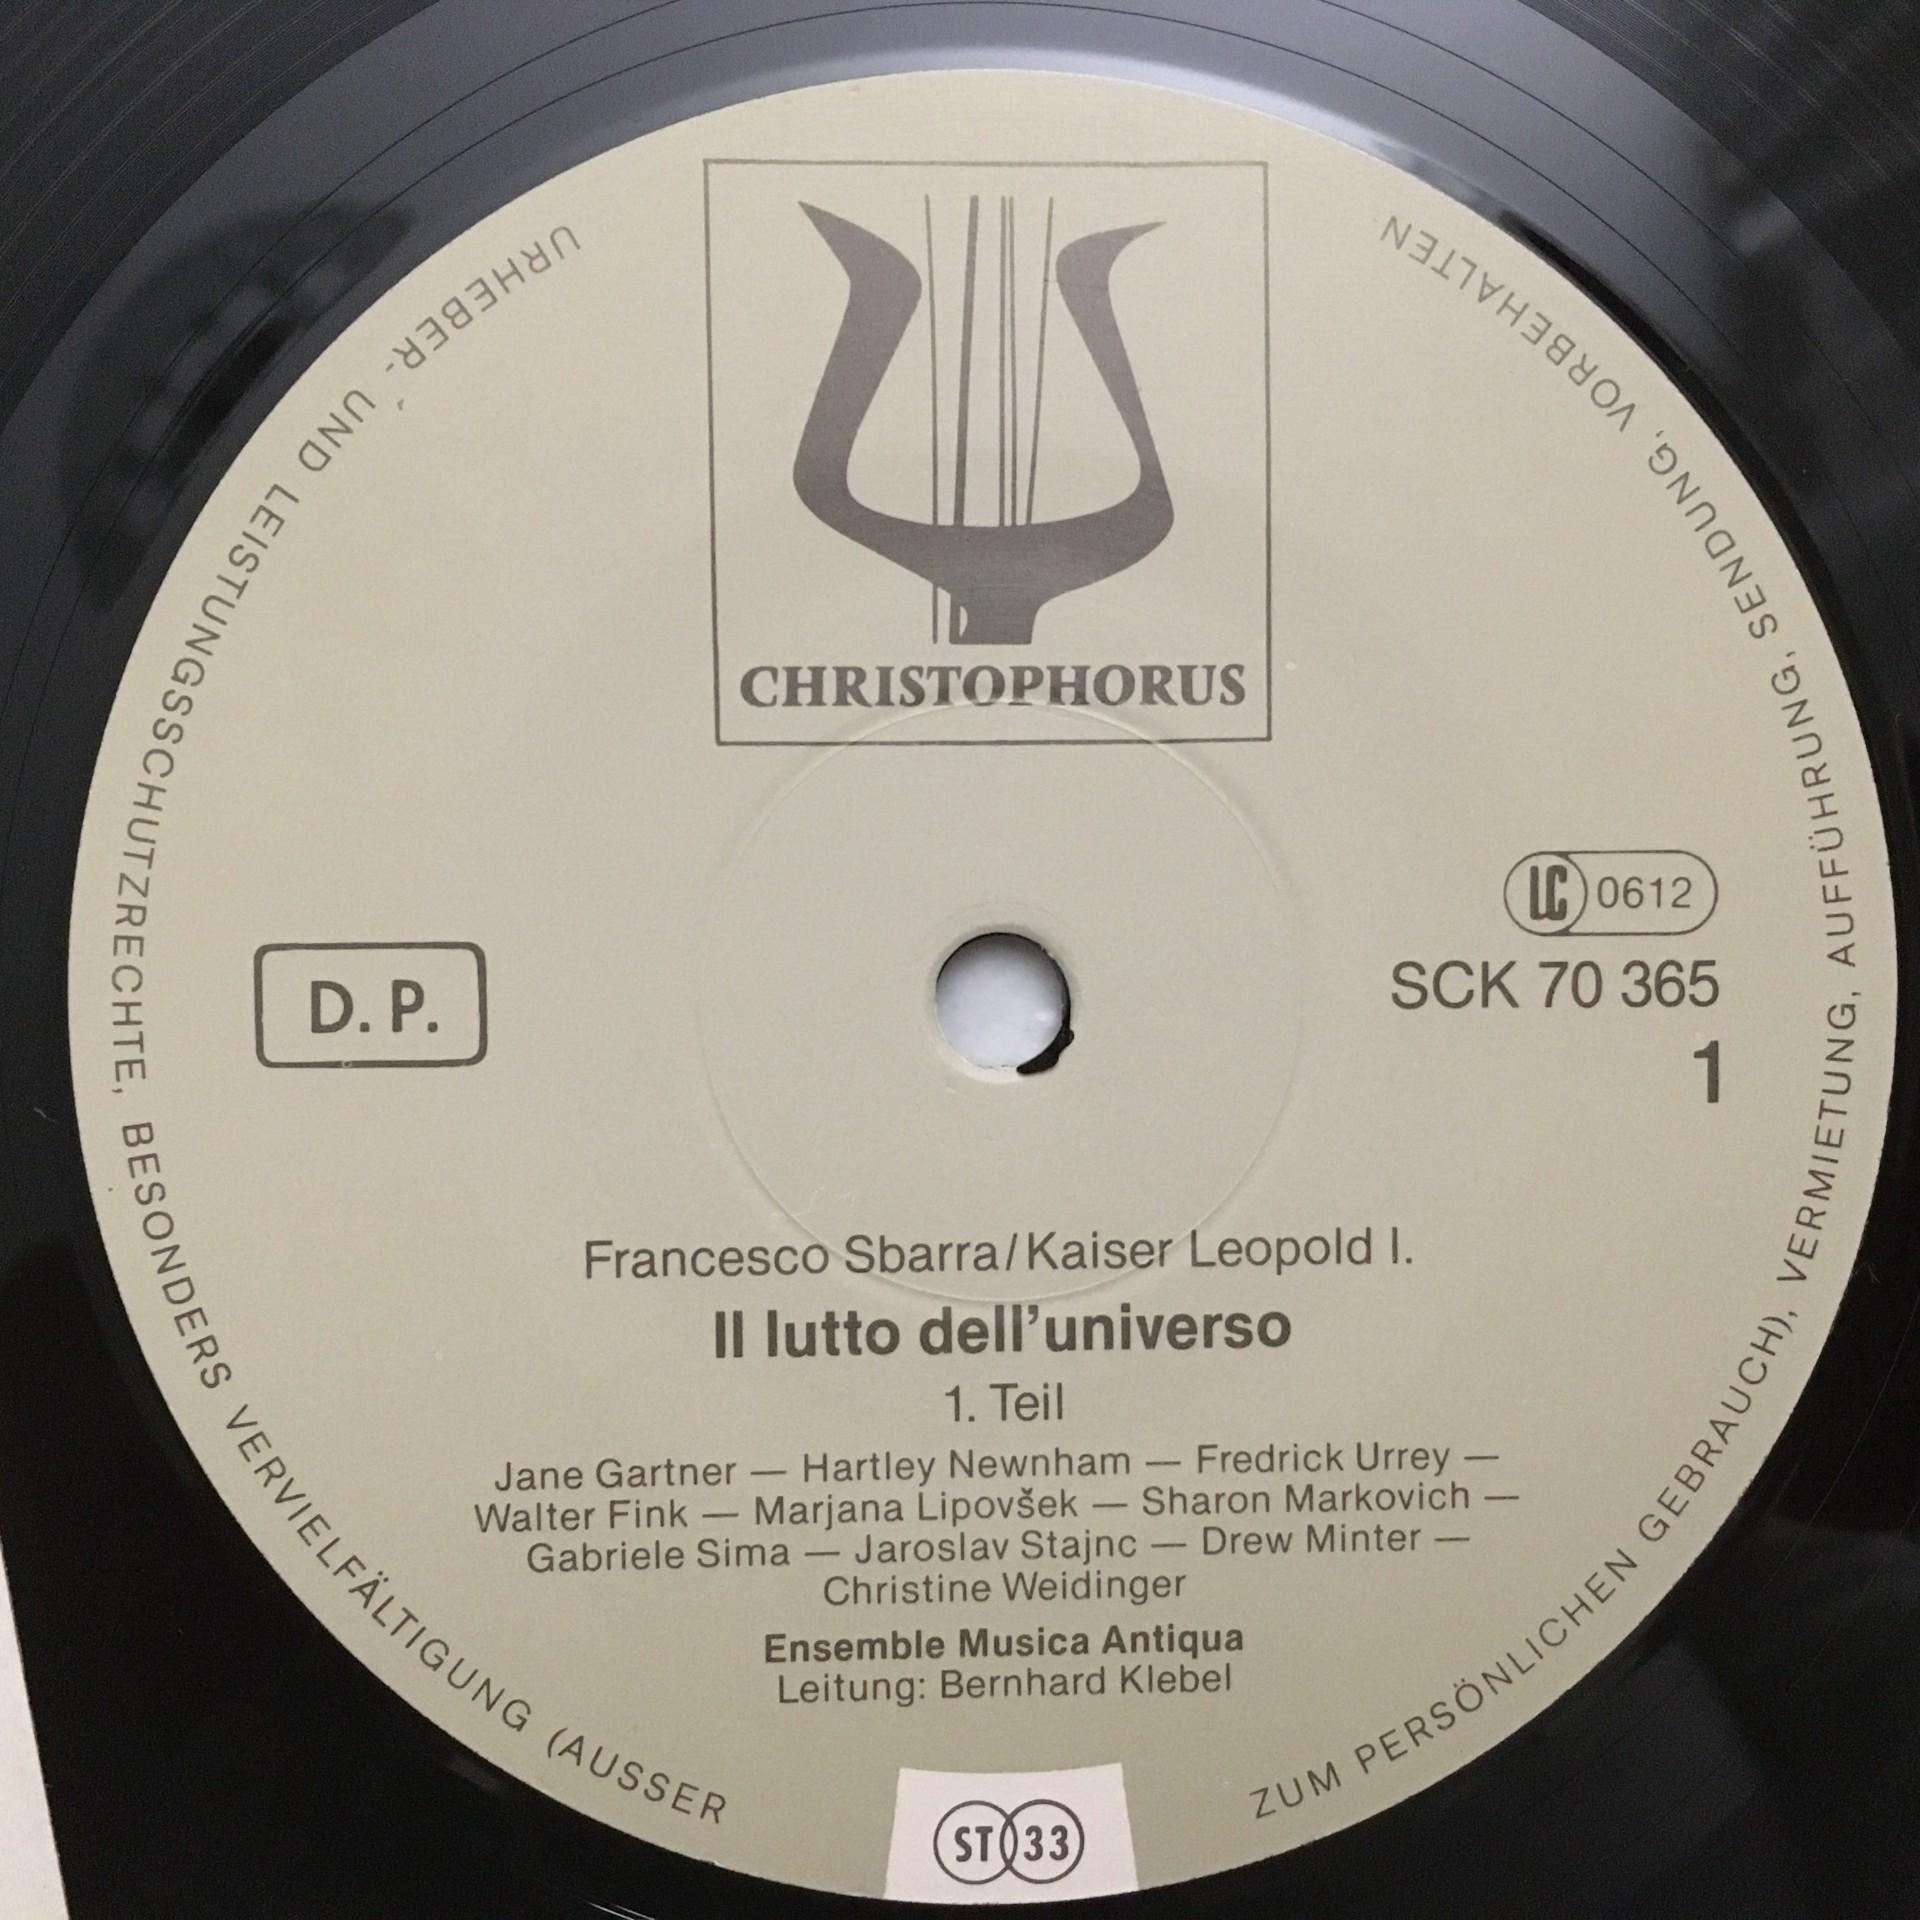 CHRISTOPHORUS
LC 0612
SCK 70 365
1
D. P.
Francesco Sbarra/Kaiser Leopold I.
Il lutto dell'universo
1. Teil
Jane Gartner — Hartley Newnham — Fredrick Urrey —
Walter Fink — Marjana Lipovšek — Sharon Markovich —
Gabriele Sima — Jaroslav Stajnc — Drew Minter —
Christine Weidinger
Ensemble Musica Antiqua
Leitung: Bernhard Klebel
ST 33
URHEBER- UND LEISTUNGSSCHUTZRECHTE, BESONDERS VERVIELFÄLTIGUNG (AUSSER
ZUM PERSÖNLICHEN GEBRAUCH), VERMIETUNG, AUFFÜHRUNG, SENDUNG, VORBEHALTEN